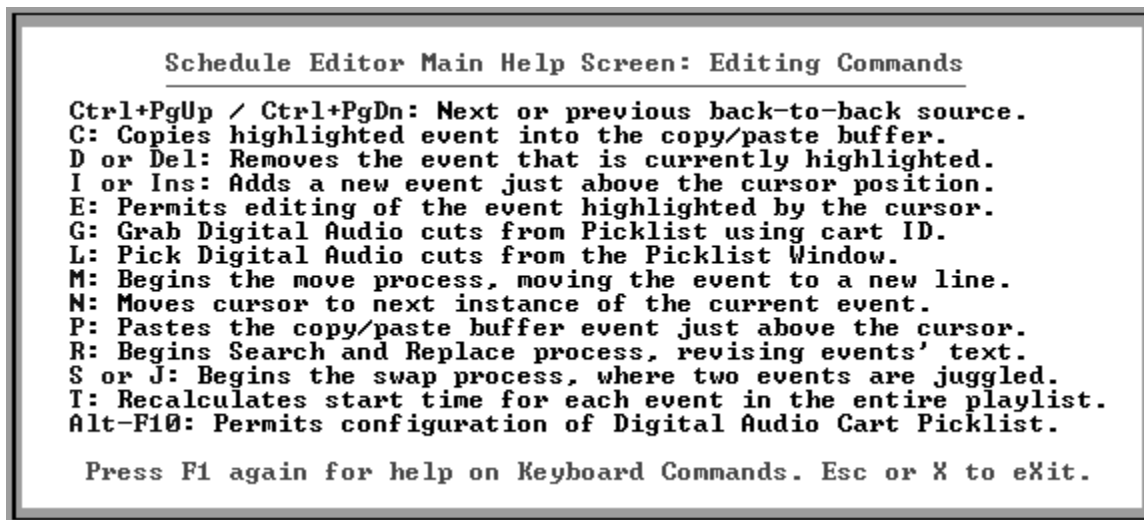 Schedule Editor Main Help Screen: Editing Commands
Ctrl+PgUp / Ctrl+PgDn: Next or previous back-to-back source.
C: Copies highlighted event into the copy/paste buffer.
D or Del: Removes the event that is currently highlighted.
I or Ins: Adds a new event just above the cursor position.
E: Permits editing of the event highlighted by the cursor.
G: Grab Digital Audio cuts from Picklist using cart ID.
L: Pick Digital Audio cuts from the Picklist Window.
M: Begins the move process, moving the event to a new line.
N: Moves cursor to next instance of the current event.
P: Pastes the copy/paste buffer event just above the cursor.
R: Begins Search and Replace process, revising events' text.
S or J: Begins the swap process, where two events are juggled.
T: Recalculates start time for each event in the entire playlist.
Alt-F10: Permits configuration of Digital Audio Cart Picklist.
Press F1 again for help on Keyboard Commands. Esc or X to eXit.